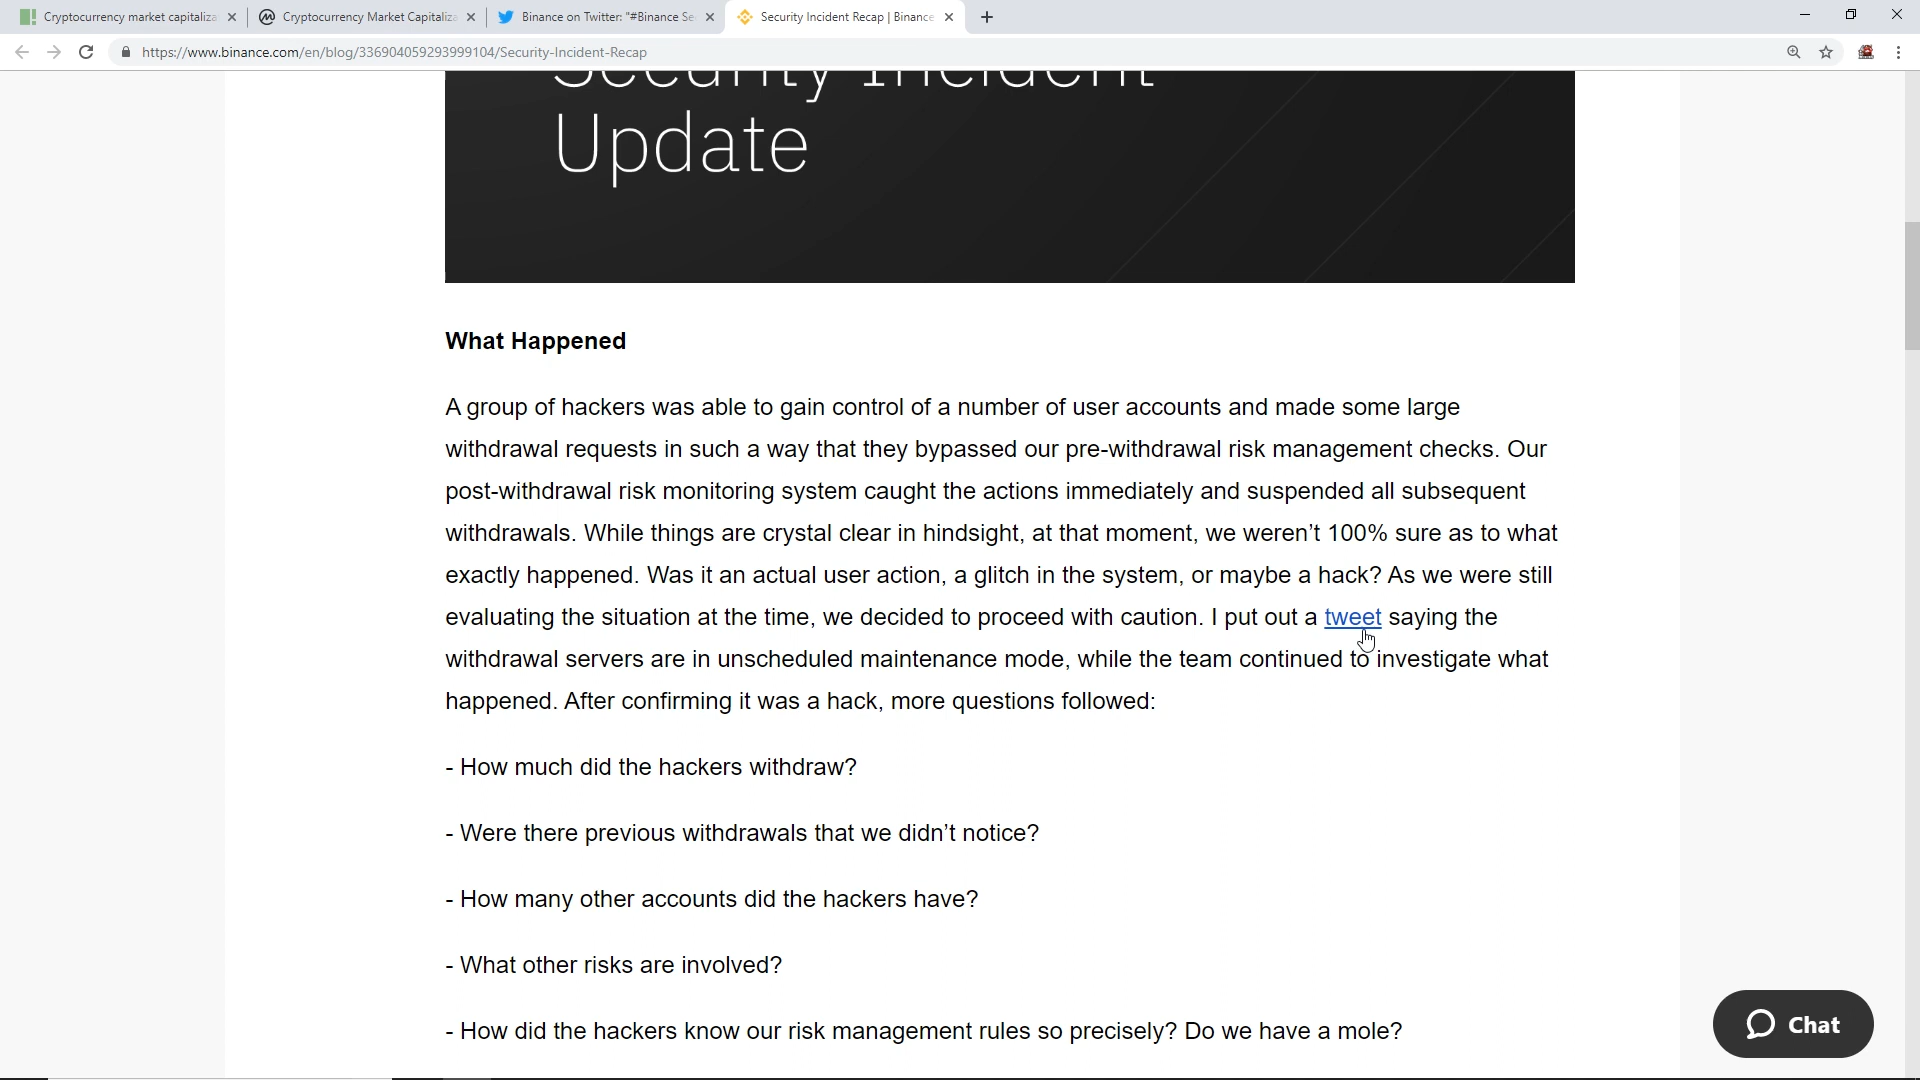 Cryptocurrency market capitaliza
Cryptocurrency Market Capitaliza
Binance on Twitter: "#Binance Se
Security Incident Recap | Binance
https://www.binance.com/en/blog/336904059293999104/Security-Incident-Recap
Security Incident
Update
What Happened
A group of hackers was able to gain control of a number of user accounts and made some large
withdrawal requests in such a way that they bypassed our pre-withdrawal risk management checks. Our
post-withdrawal risk monitoring system caught the actions immediately and suspended all subsequent
withdrawals. While things are crystal clear in hindsight, at that moment, we weren’t 100% sure as to what
exactly happened. Was it an actual user action, a glitch in the system, or maybe a hack? As we were still
evaluating the situation at the time, we decided to proceed with caution. I put out a tweet saying the
withdrawal servers are in unscheduled maintenance mode, while the team continued to investigate what
happened. After confirming it was a hack, more questions followed:
- How much did the hackers withdraw?
- Were there previous withdrawals that we didn’t notice?
- How many other accounts did the hackers have?
- What other risks are involved?
- How did the hackers know our risk management rules so precisely? Do we have a mole?
Chat